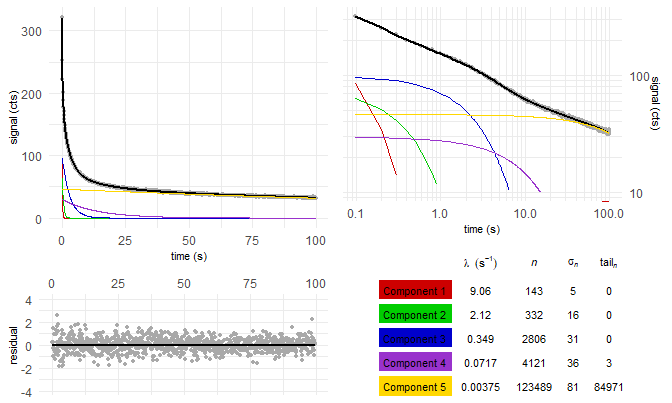 signal (cts)
300
200
100
0
0
25
50
75
100
time (s)
100
10
signal (cts)
0.1
1.0
10.0
100.0
time (s)
0
25
50
75
100
residual
4
2
0
-2
-4
λ (s⁻¹) n σₙ tailₙ
Component 1 9.06 143 5 0
Component 2 2.12 332 16 0
Component 3 0.349 2806 31 0
Component 4 0.0717 4121 36 3
Component 5 0.00375 123489 81 84971